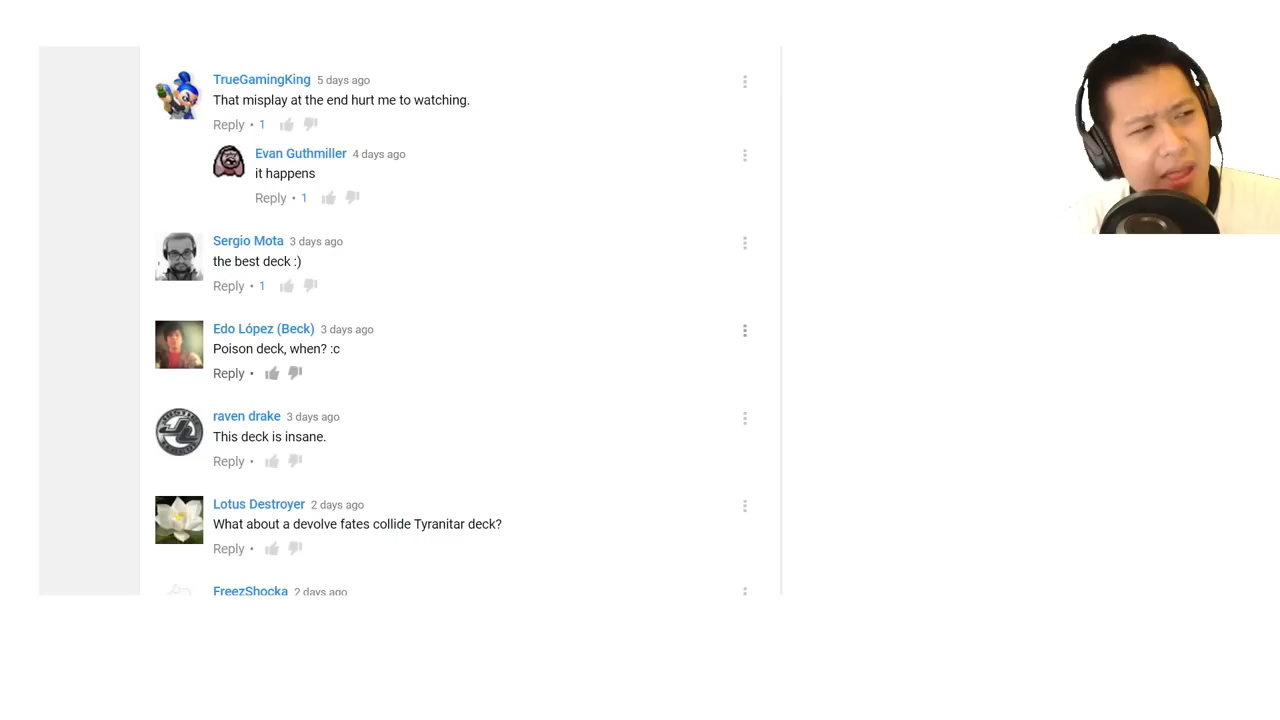 TrueGamingKing 5 days ago
That misplay at the end hurt me to watching.
Reply • 1
Evan Guthmiller 4 days ago
it happens
Reply • 1
Sergio Mota 3 days ago
the best deck :)
Reply • 1
Edo López (Beck) 3 days ago
Poison deck, when? :c
Reply •
raven drake 3 days ago
This deck is insane.
Reply •
Lotus Destroyer 2 days ago
What about a devolve fates collide Tyranitar deck?
Reply •
FreezShocka 2 days ago